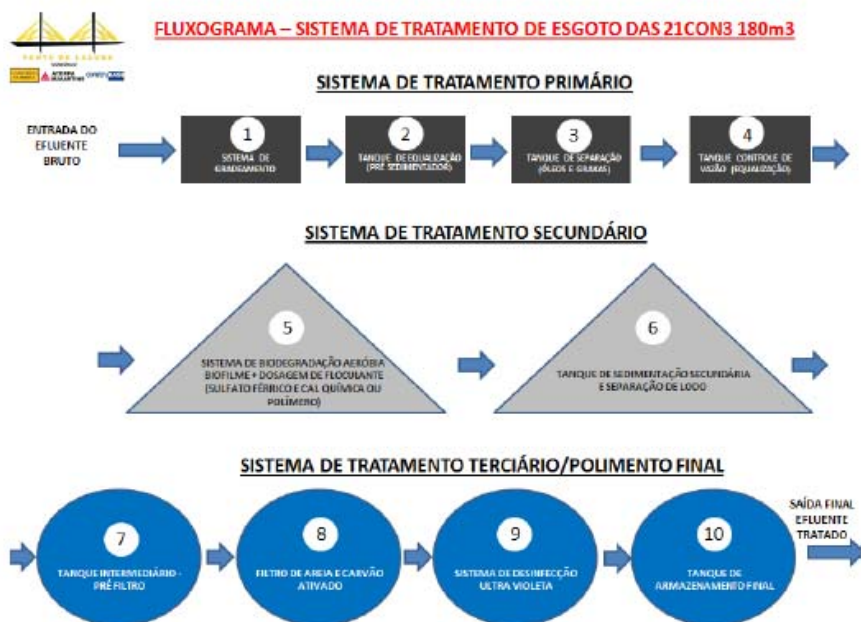 FLUXOGRAMA – SISTEMA DE TRATAMENTO DE ESGOTO DAS 21CON3 180m3
PONTE DE LAGUNA
SISTEMA DE TRATAMENTO PRIMÁRIO
ENTRADA DO
EFLUENTE
BRUTO
1
SISTEMA DE
GRADEAMENTO
2
TANQUE DE EQUALIZAÇÃO
(PRÉ SEDIMENTADOR)
3
TANQUE DE SEPARAÇÃO
(ÓLEOS E GRAXAS)
4
TANQUE CONTROLE DE
VAZÃO (EQUALIZAÇÃO)
SISTEMA DE TRATAMENTO SECUNDÁRIO
5
SISTEMA DE BIODEGRADAÇÃO AERÓBIA
BIOFILME + DOSAGEM DE FLOCULANTE
(SULFATO FÉRRICO E CAL QUÍMICA OU
POLÍMERO)
6
TANQUE DE SEDIMENTAÇÃO SECUNDÁRIA
E SEPARAÇÃO DE LODO
SISTEMA DE TRATAMENTO TERCIÁRIO/POLIMENTO FINAL
7
TANQUE INTERMEDIÁRIO -
PRÉ FILTRO
8
FILTRO DE AREIA E CARVÃO
ATIVADO
9
SISTEMA DE DESINFECÇÃO
ULTRA VIOLETA
10
TANQUE DE
ARMAZENAMENTO FINAL
SAÍDA FINAL
EFLUENTE
TRATADO